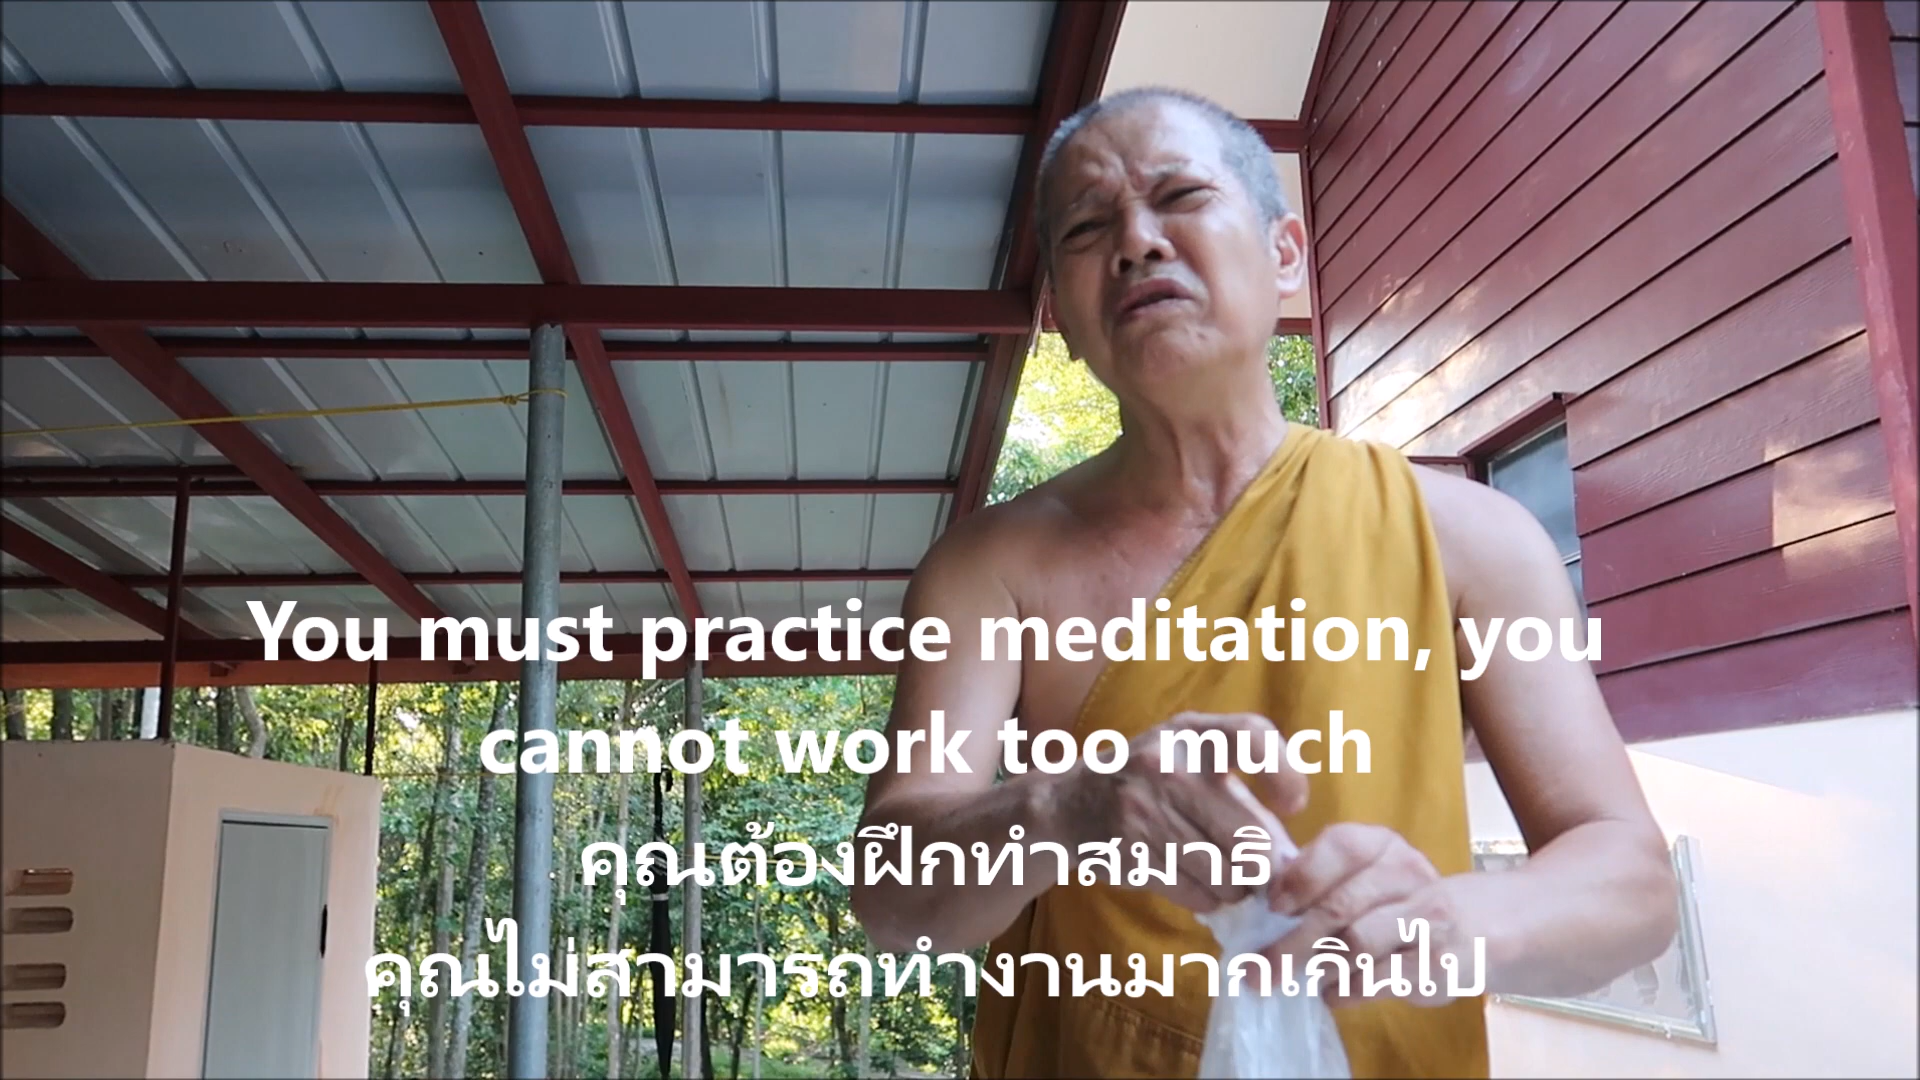 You must practice meditation, you
cannot work too much
คุณต้องฝึกทำสมาธิ
คุณไม่สามารถทำงานมากเกินไป